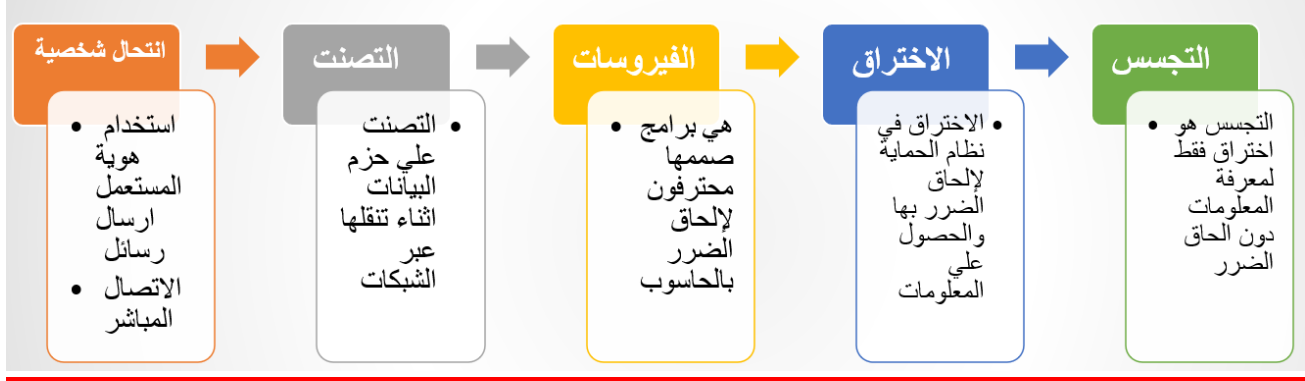 انتحال شخصية
• استخدام
هوية
المستعمل
ارسال
رسائل
• الاتصال
المباشر
التصنت
• التصنت
علي حزم
البيانات
اثناء تنقلها
عبر
الشبكات
الفيروسات
• هي برامج
صممها
محترفون
لإلحاق
الضرر
بالحاسوب
الاختراق
• الاختراق في
نظام الحماية
لإلحاق
الضرر بها
والحصول
علي
المعلومات
التجسس
• التجسس هو
اختراق فقط
لمعرفة
المعلومات
دون الحاق
الضرر